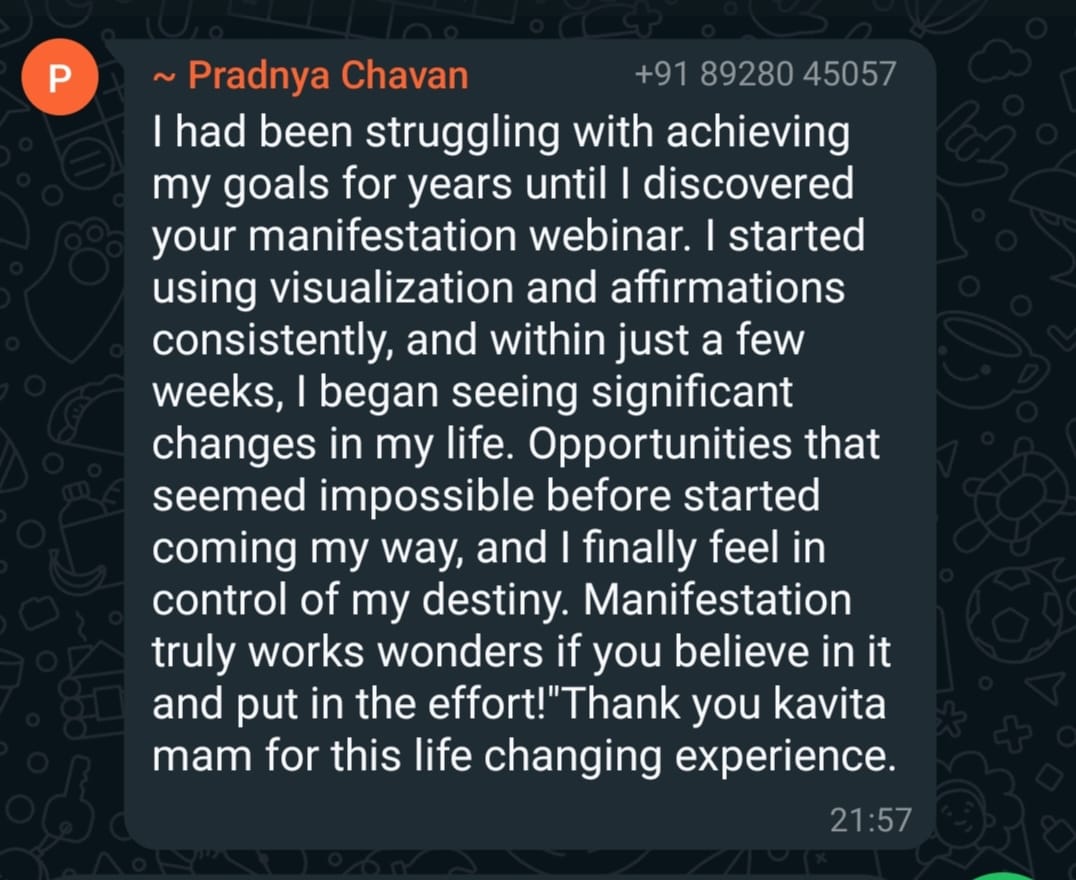 P
~ Pradnya Chavan +91 89280 45057
I had been struggling with achieving
my goals for years until I discovered
your manifestation webinar. I started
using visualization and affirmations
consistently, and within just a few
weeks, I began seeing significant
changes in my life. Opportunities that
seemed impossible before started
coming my way, and I finally feel in
control of my destiny. Manifestation
truly works wonders if you believe in it
and put in the effort!"Thank you kavita
mam for this life changing experience.
21:57